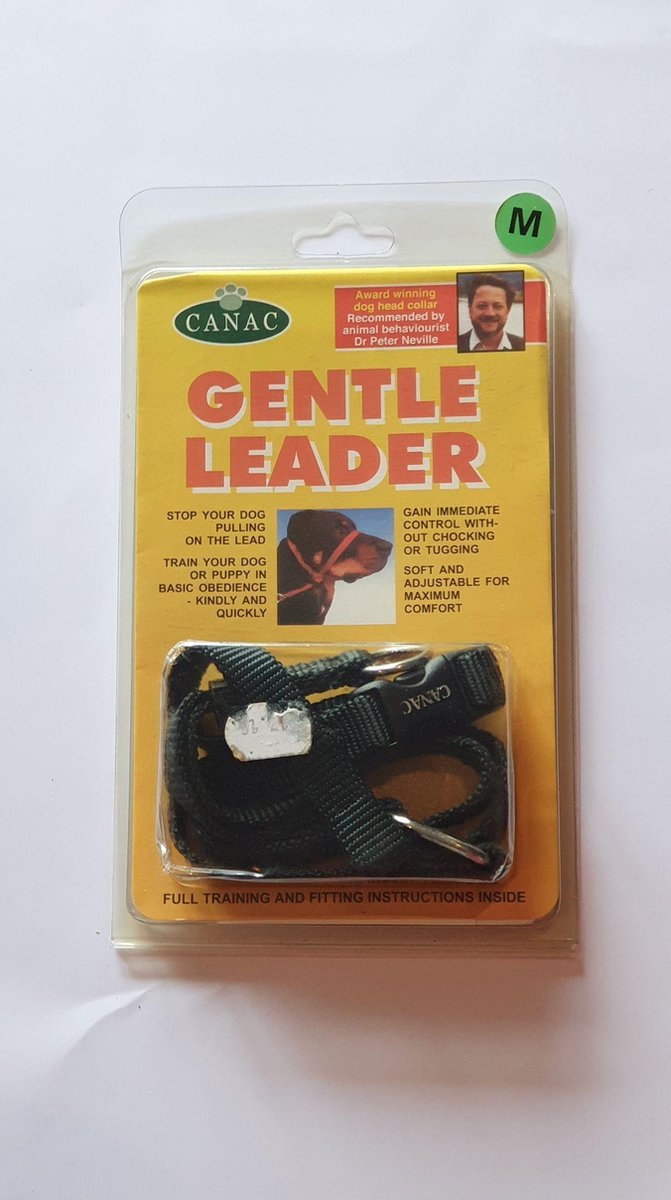 M
CANAC
Award winning
dog head collar
Recommended by
animal behaviourist
Dr Peter Neville
GENTLE
LEADER
STOP YOUR DOG
PULLING
ON THE LEAD
TRAIN YOUR DOG
OR PUPPY IN
BASIC OBEDIENCE
- KINDLY AND
QUICKLY
GAIN IMMEDIATE
CONTROL WITH-
OUT CHOCKING
OR TUGGING
SOFT AND
ADJUSTABLE FOR
MAXIMUM
COMFORT
CANAC
FULL TRAINING AND FITTING INSTRUCTIONS INSIDE